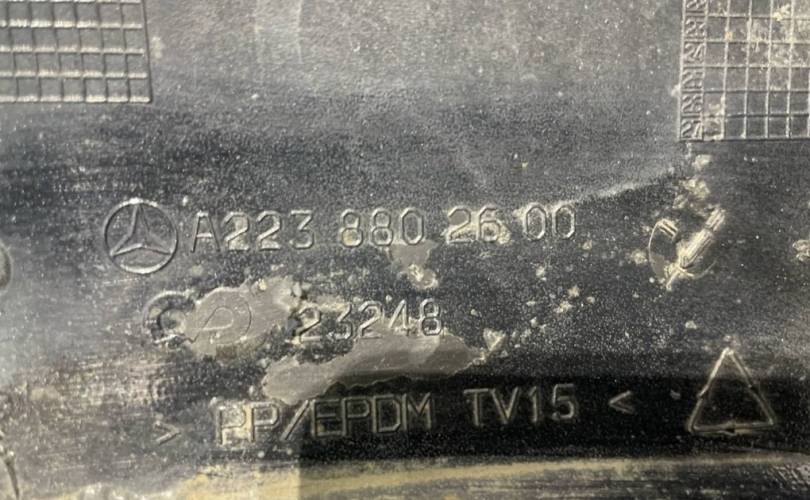 A223 880 26 00
23248
> PP/EPDM TV15 <